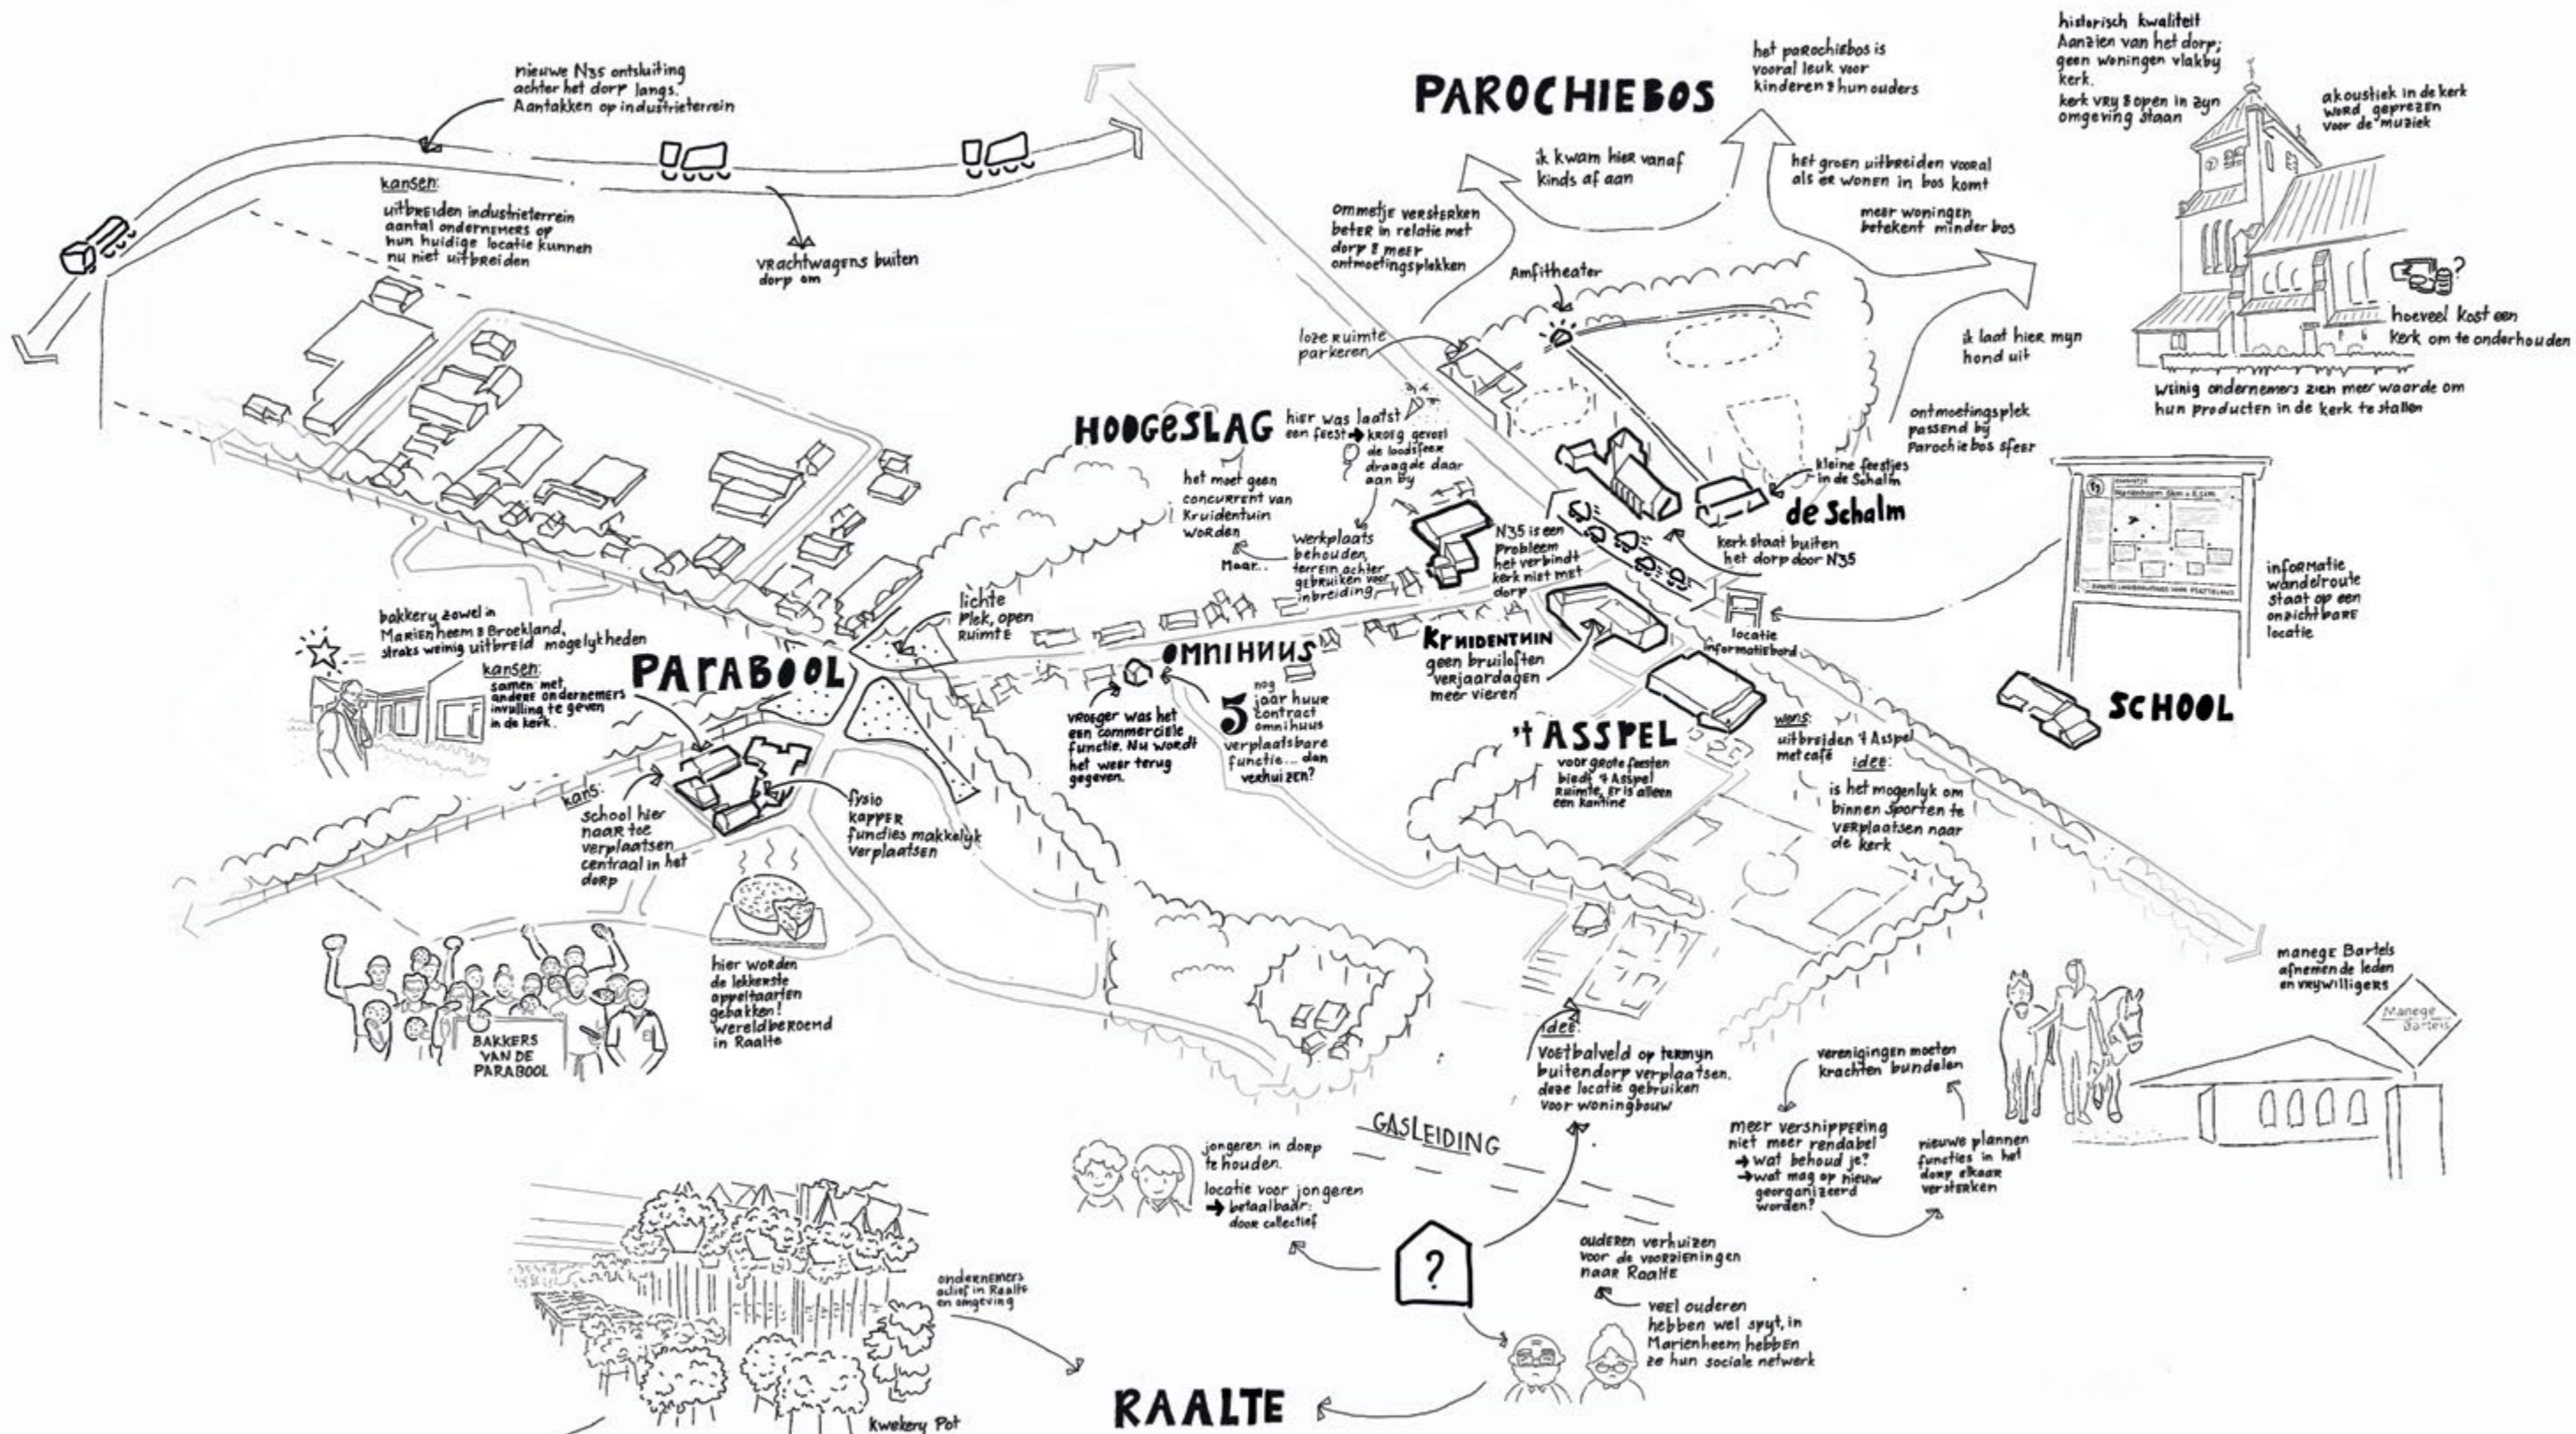 nieuwe N35 ontsluiting
achter het dorp langs.
Aantakken op industrieterrein
kansen:
uitbreiden industrieterrein
aantal ondernemers op
hun huidige locatie kunnen
nu niet uitbreiden
vrachtwagens buiten
dorp om
PAROCHIEBOS
het parochiebos is
vooral leuk voor
kinderen & hun ouders
ik kwam hier vanaf
kinds af aan
het groen uitbreiden vooral
als er wonen in bos komt
meer woningen
betekent minder bos
ommetje versterken
beter in relatie met
dorp & meer
ontmoetingsplekken
Amfitheater
loze ruimte
parkeren
ik laat hier mijn
hond uit
ontmoetingsplek
passend bij
Parochiebos sfeer
historisch kwaliteit
Aanzien van het dorp;
geen woningen vlakbij
kerk.
kerk vrij & open in zijn
omgeving staan
akoustiek in de kerk
word geprezen
voor de muziek
?
hoeveel kost een
kerk om te onderhouden
weinig ondernemers zien meer waarde om
hun producten in de kerk te stallen
HOOGESLAG
hier was laatst
een feest → kroeg gevoel
de loodsfeer
draagde daar
aan bij
het moet geen
concurrent van
Kruidentuin
worden
Maar...
werkplaats
behouden,
terrein achter
gebruiken voor
inbreiding
N35 is een
probleem
het verbindt
kerk niet met
dorp
kleine feestjes
in de Schalm
de Schalm
kerk staat buiten
het dorp door N35
locatie
informatiebord
informatie
wandelroute
staat op een
onzichtbare
locatie
SCHOOL
lichte
plek, open
ruimte
OMNIHUUS
vroeger was het
een commerciele
functie. Nu wordt
het weer terug
gegeven.
nog
5 jaar huur
contract
omnihuus
verplaatsbare
functie... dan
verhuizen?
KRUIDENTUIN
geen bruiloften
verjaardagen
meer vieren
't ASSPEL
voor grote feesten
biedt 't Asspel
Ruimte, Er is alleen
een kantine
wens:
uitbreiden 't Asspel
met café
idee:
is het mogenlijk om
binnen sporten te
verplaatsen naar
de kerk
bakkerij zowel in
Marienheem & Broekland,
straks weinig uitbreid mogelijkheden
kansen:
samen met
andere ondernemers
invulling te geven
in de kerk.
PARABOOL
kans:
school hier
naar toe
verplaatsen
centraal in het
dorp
fysio
kapper
functies makkelijk
verplaatsen
hier worden
de lekkerste
appeltaarten
gebakken!
wereldberoemd
in Raalte
BAKKERS
VAN DE
PARABOOL
idee:
voetbalveld op termijn
buitendorp verplaatsen.
deze locatie gebruiken
voor woningbouw
GASLEIDING
jongeren in dorp
te houden.
locatie voor jongeren
→ betaalbaar:
door collectief
?
verenigingen moeten
krachten bundelen
meer versnippering
niet meer rendabel
→ wat behoud je?
→ wat mag op nieuw
georganizeerd
worden?
nieuwe plannen
functies in het
dorp elkaar
versterken
manege Bartels
afnemende leden
en vrijwilligers
Manege
Bartels
ouderen verhuizen
voor de voorzieningen
naar Raalte
veel ouderen
hebben wel spijt, in
Marienheem hebben
ze hun sociale netwerk
ondernemers
actief in Raalte
en omgeving
RAALTE
kwekerij Pot